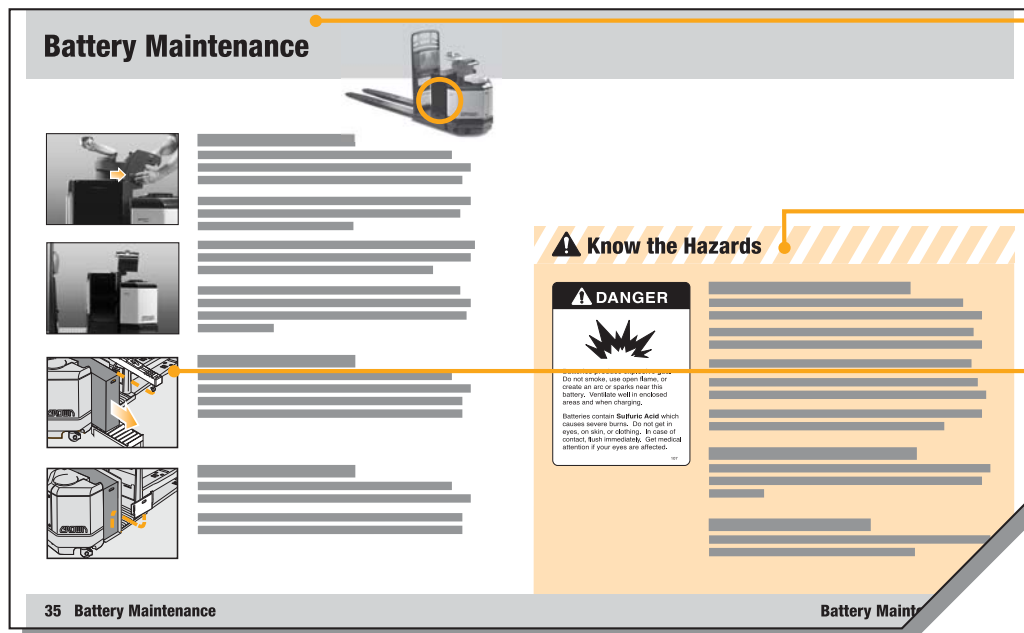 Battery Maintenance
Know the Hazards
DANGER
Do not smoke, use open flame, or
create an arc or sparks near this
battery. Ventilate well in enclosed
areas and when charging.
Batteries contain Sulfuric Acid which
causes severe burns. Do not get in
eyes, on skin, or clothing. In case of
contact, flush immediately. Get medical
attention if your eyes are affected.
CROWN
CROWN
35 Battery Maintenance
Battery